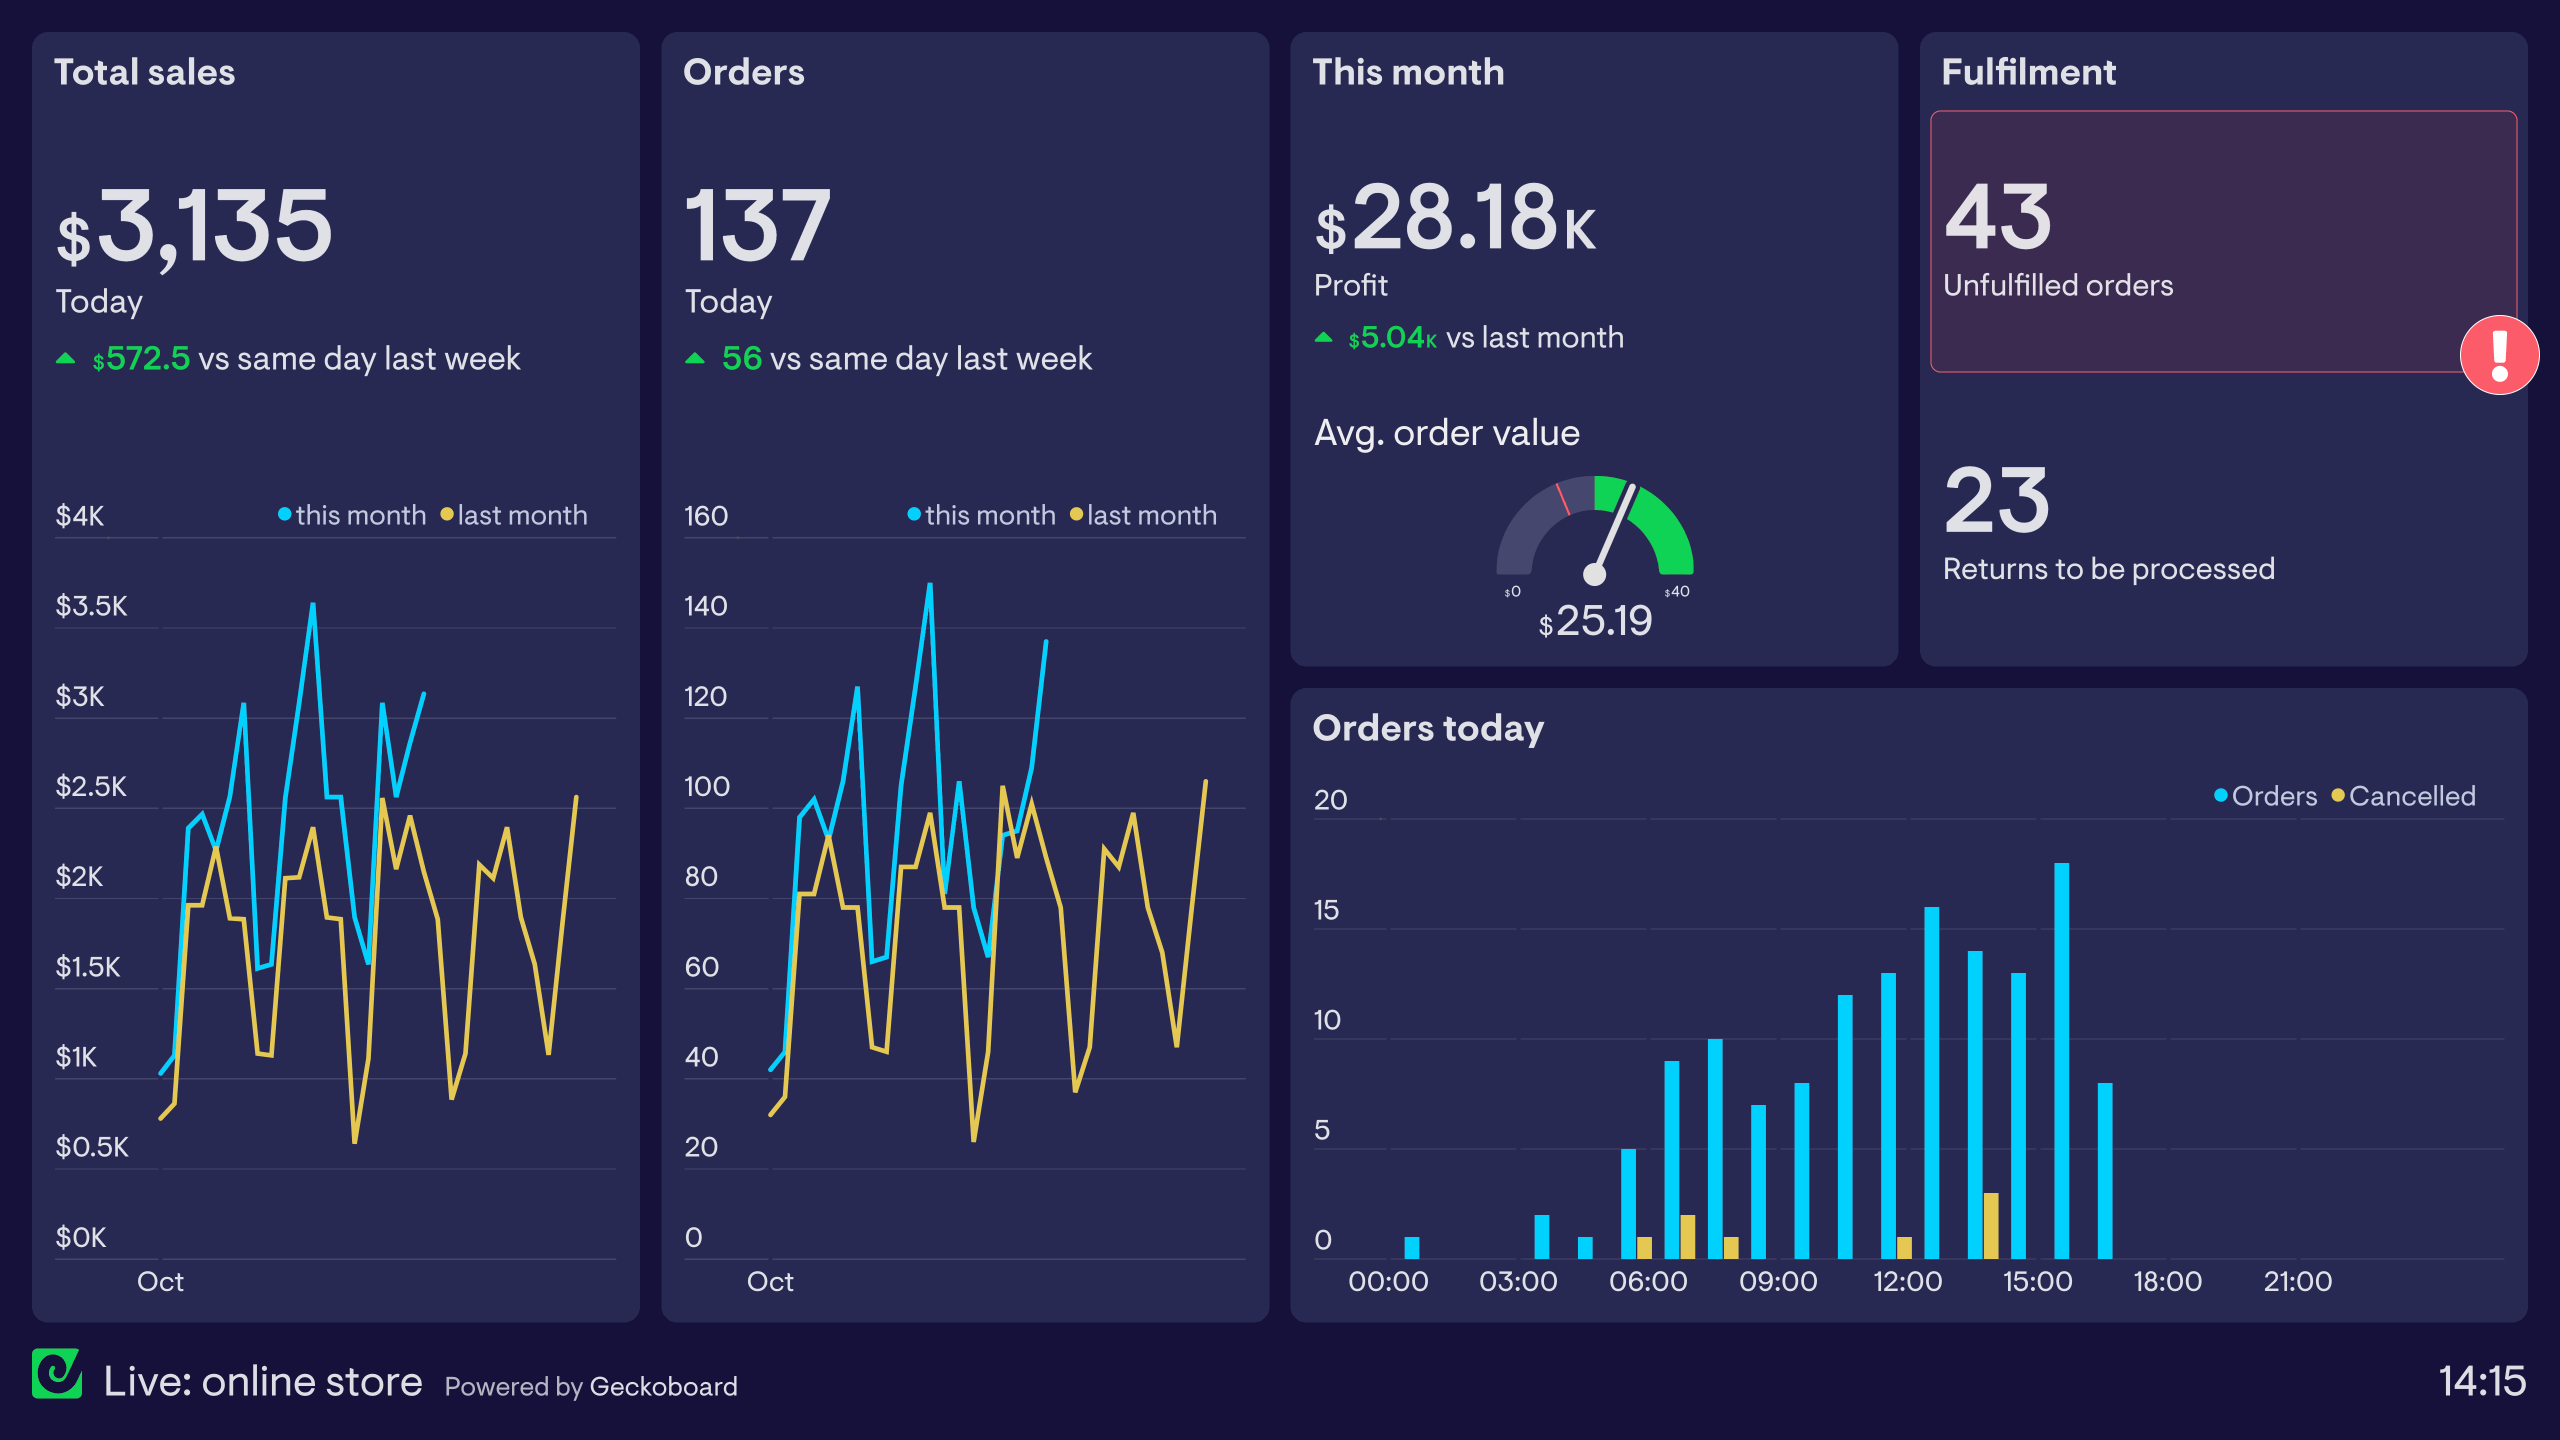 Total sales
$3,135
Today
$572.5 vs same day last week
this month last month
$4K
$3.5K
$3K
$2.5K
$2K
$1.5K
$1K
$0.5K
$0K
Oct
Orders
137
Today
56 vs same day last week
this month last month
160
140
120
100
80
60
40
20
0
Oct
This month
$28.18K
Profit
$5.04K vs last month
Avg. order value
$0 $40
$25.19
Fulfilment
43
Unfulfilled orders
!
23
Returns to be processed
Orders today
Orders Cancelled
20
15
10
5
0
00:00 03:00 06:00 09:00 12:00 15:00 18:00 21:00
Live: online store Powered by Geckoboard
14:15